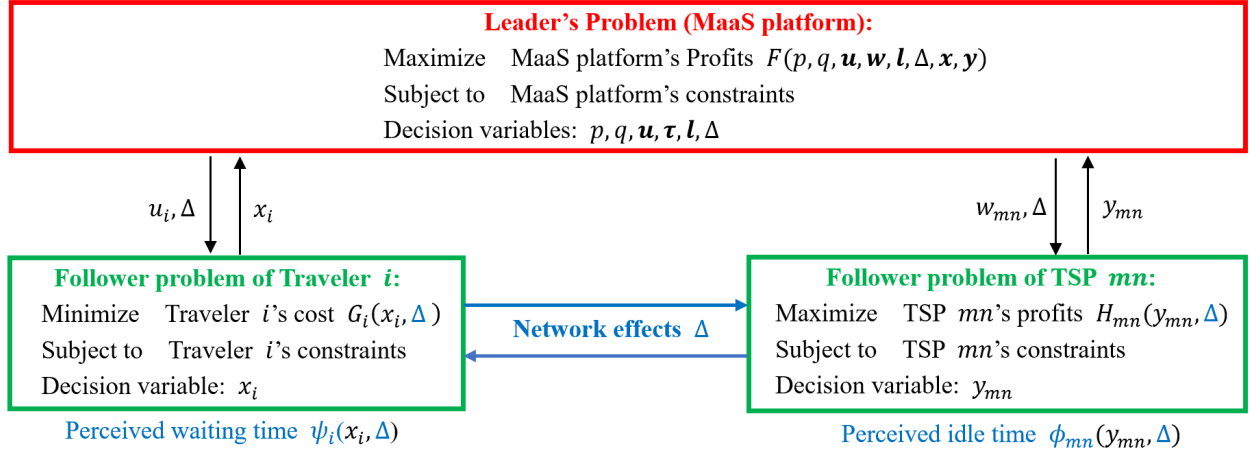 Leader's Problem (MaaS platform):
Maximize MaaS platform's Profits F(p, q, u, w, l, Δ, x, y)
Subject to MaaS platform's constraints
Decision variables: p, q, u, τ, l, Δ
u_i, Δ
x_i
w_mn, Δ
y_mn
Follower problem of Traveler i:
Minimize Traveler i's cost G_i(x_i, Δ)
Subject to Traveler i's constraints
Decision variable: x_i
Perceived waiting time ψ_i(x_i, Δ)
Network effects Δ
Follower problem of TSP mn:
Maximize TSP mn's profits H_mn(y_mn, Δ)
Subject to TSP mn's constraints
Decision variable: y_mn
Perceived idle time ϕ_mn(y_mn, Δ)